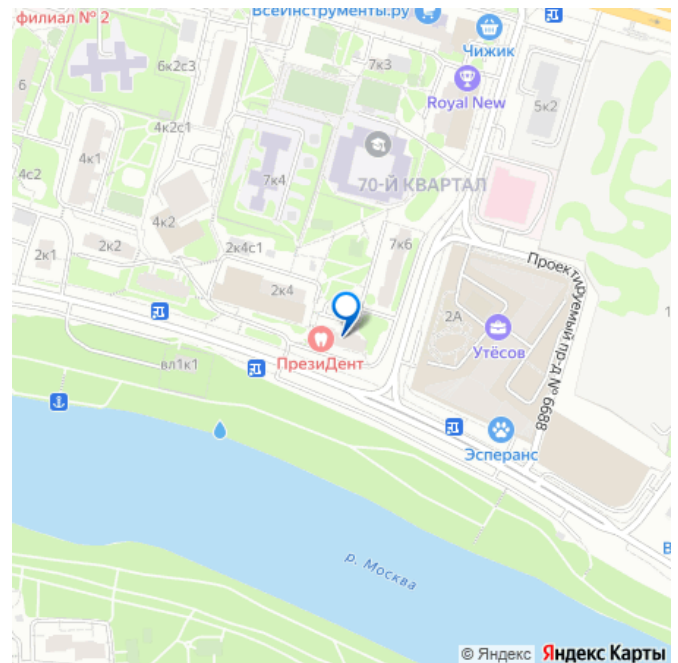 филиал № 2
ВсеИнструменты.ру
Чижик
6к2с3
7к3
6
Royal New
5к2
4к2с1
4к1
4с2
7к4
70-Й КВАРТАЛ
4к2
2к1
2к2
2к4с1
7к6
Проектируемый пр-д № 6688
2к4
2А
Утёсов
ПрезиДент
вл1к1
Эсперанс
В
р. Москва
© Яндекс Яндекс Карты